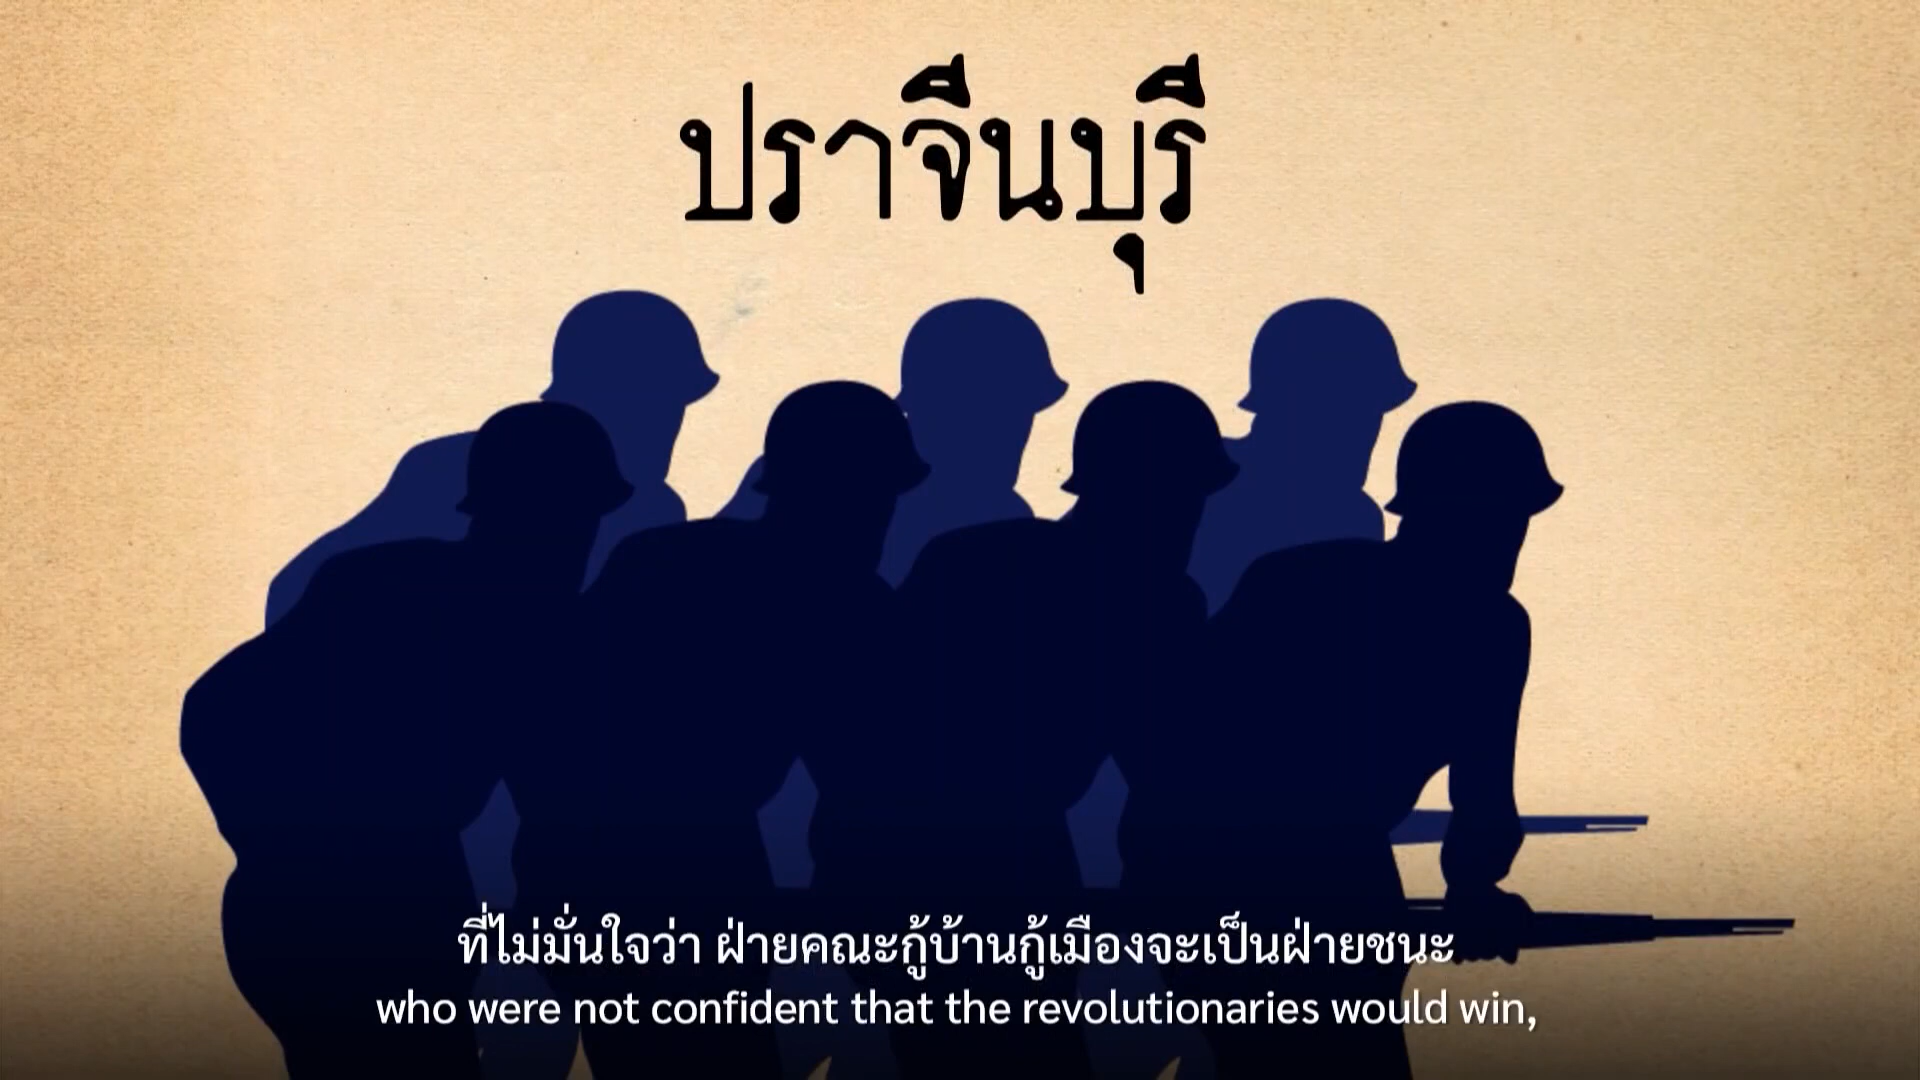 ปราจีนบุรี
ที่ไม่มั่นใจว่า ฝ่ายคณะกู้บ้านกู้เมืองจะเป็นฝ่ายชนะ
who were not confident that the revolutionaries would win,